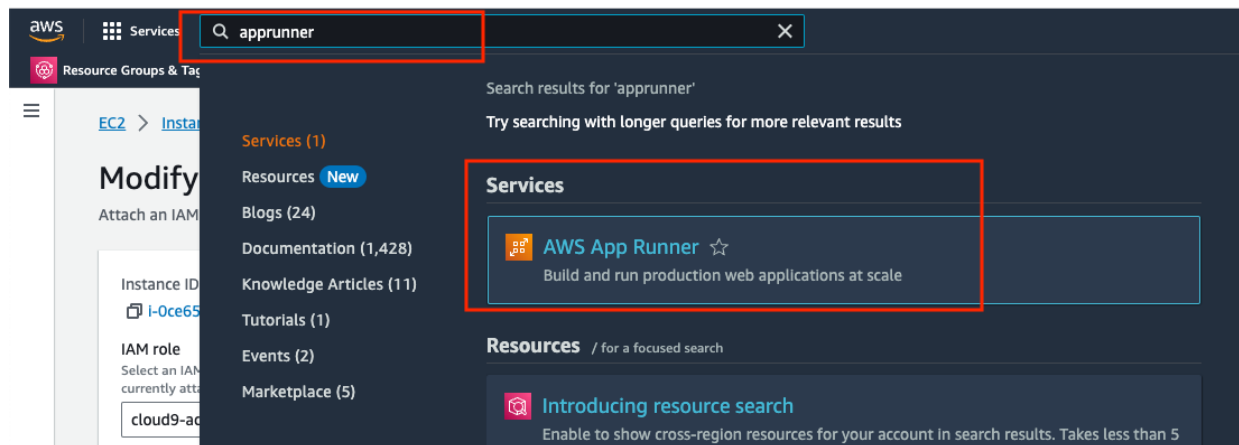 aws
Services
apprunner
Resource Groups & Tag
Search results for 'apprunner'
Try searching with longer queries for more relevant results
EC2 > Instan
Services (1)
Resources New
Blogs (24)
Documentation (1,428)
Knowledge Articles (11)
Tutorials (1)
Events (2)
Marketplace (5)
Modify
Attach an IAM
Instance ID
i-0ce65
IAM role
Select an IAM
currently atta
cloud9-ad
Services
AWS App Runner
Build and run production web applications at scale
Resources / for a focused search
Introducing resource search
Enable to show cross-region resources for your account in search results. Takes less than 5